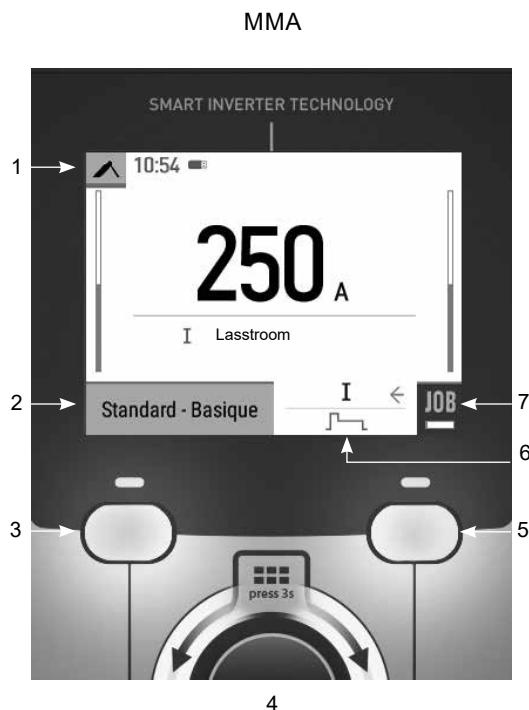 MMA
SMART INVERTER TECHNOLOGY
1
10:54
250 A
I Lasstroom
2
Standard - Basique
I
JOB
7
6
3
5
press 3s
4